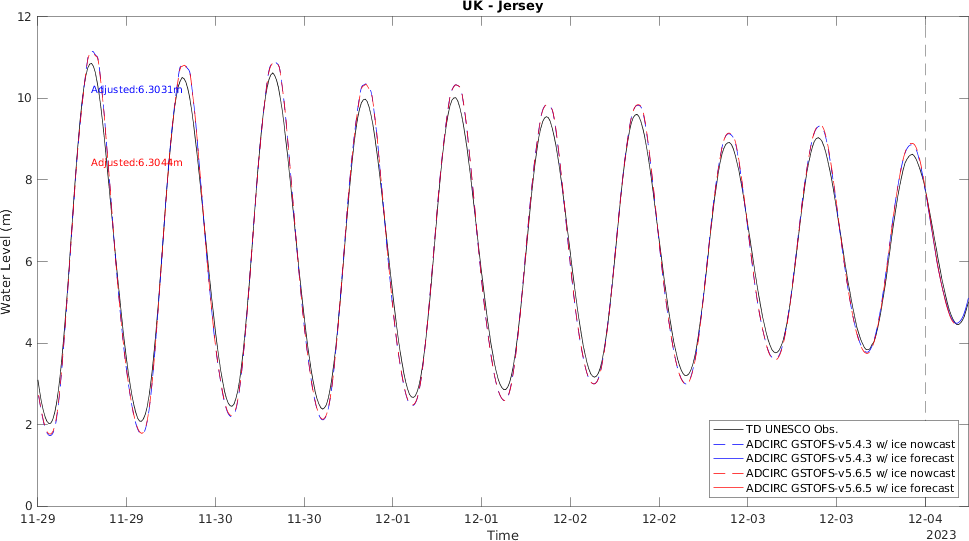 UK - Jersey
12
10
8
6
4
2
0
Water Level (m)
Adjusted:6.3031m
Adjusted:6.3044m
TD UNESCO Obs.
ADCIRC GSTOFS-v5.4.3 w/ ice nowcast
ADCIRC GSTOFS-v5.4.3 w/ ice forecast
ADCIRC GSTOFS-v5.6.5 w/ ice nowcast
ADCIRC GSTOFS-v5.6.5 w/ ice forecast
11-29 11-29 11-30 11-30 12-01 12-01 12-02 12-02 12-03 12-03 12-04
Time
2023